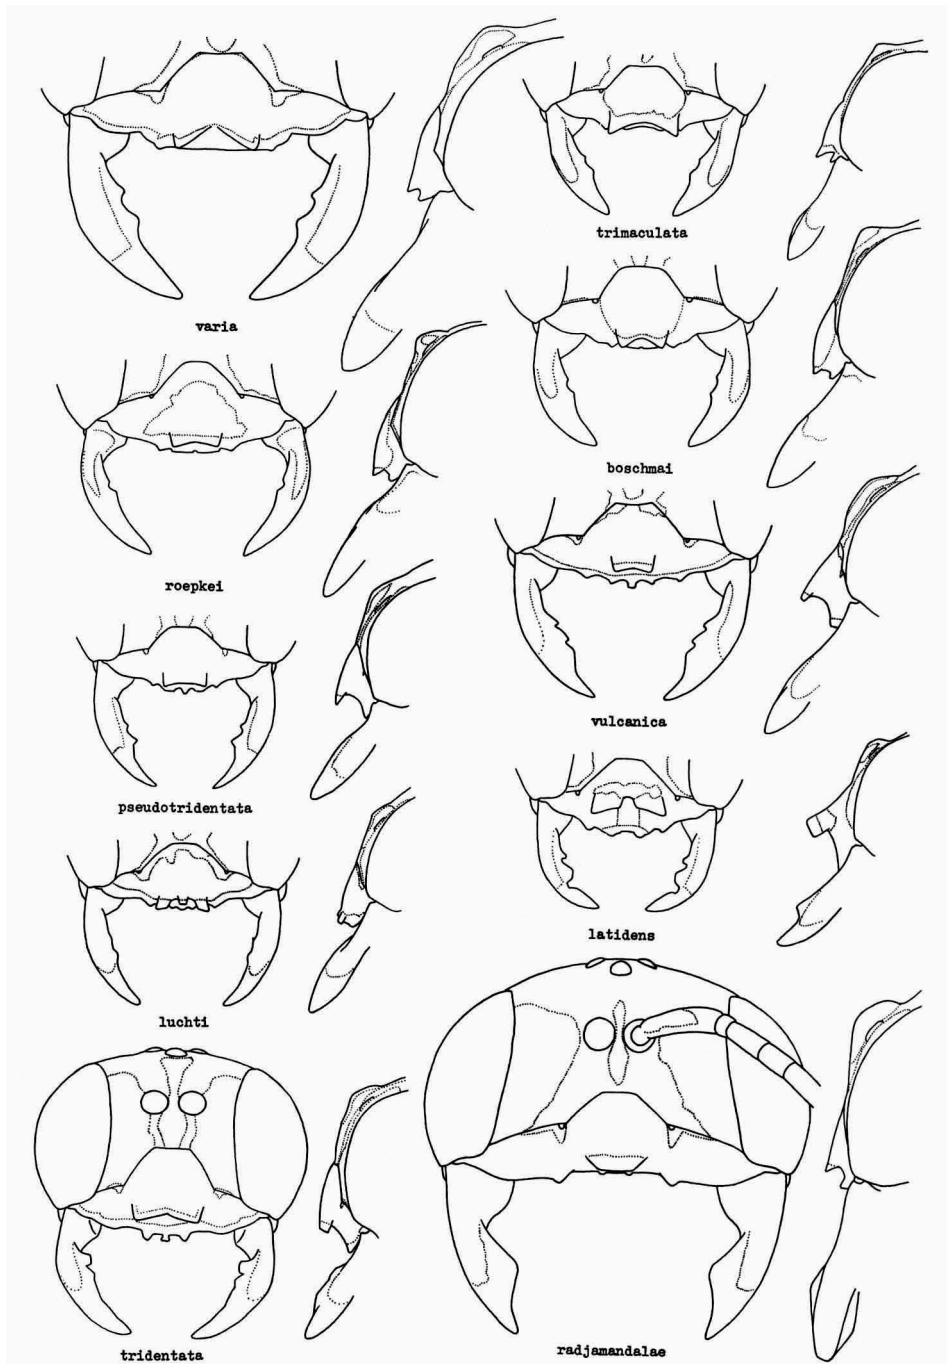 trimaculata
varia
boschmai
roepkei
vulcanica
pseudotridentata
latidens
luchti
radjamandalae
tridentata